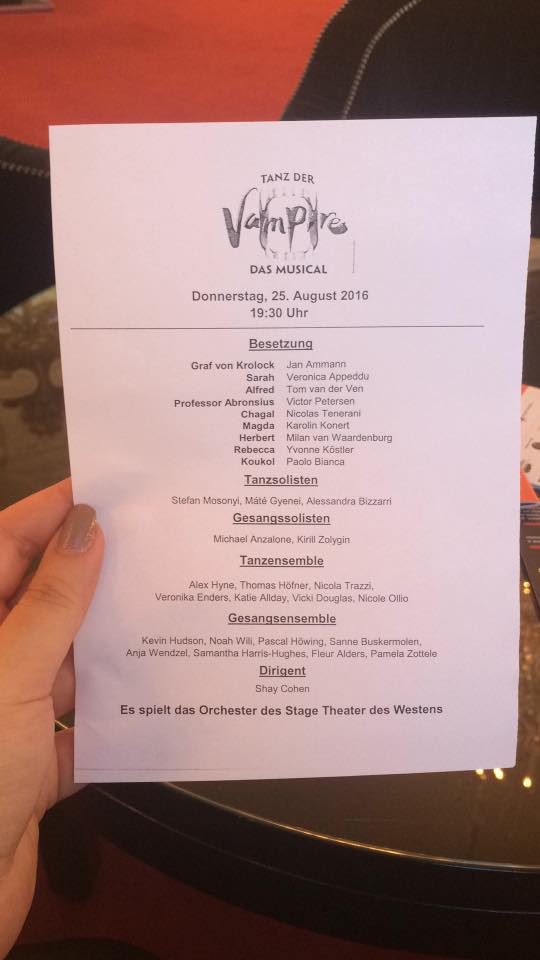 TANZ DER
Vampire
DAS MUSICAL
Donnerstag, 25. August 2016
19:30 Uhr
Besetzung
Graf von Krolock Jan Ammann
Sarah Veronica Appeddu
Alfred Tom van der Ven
Professor Abronsius Victor Petersen
Chagal Nicolas Tenerani
Magda Karolin Konert
Herbert Milan van Waardenburg
Rebecca Yvonne Köstler
Koukol Paolo Bianca
Tanzsolisten
Stefan Mosonyi, Máté Gyenei, Alessandra Bizzarri
Gesangssolisten
Michael Anzalone, Kirill Zolygin
Tanzensemble
Alex Hyne, Thomas Höfner, Nicola Trazzi,
Veronika Enders, Katie Allday, Vicki Douglas, Nicole Ollio
Gesangsensemble
Kevin Hudson, Noah Wili, Pascal Höwing, Sanne Buskermolen,
Anja Wendzel, Samantha Harris-Hughes, Fleur Alders, Pamela Zottele
Dirigent
Shay Cohen
Es spielt das Orchester des Stage Theater des Westens